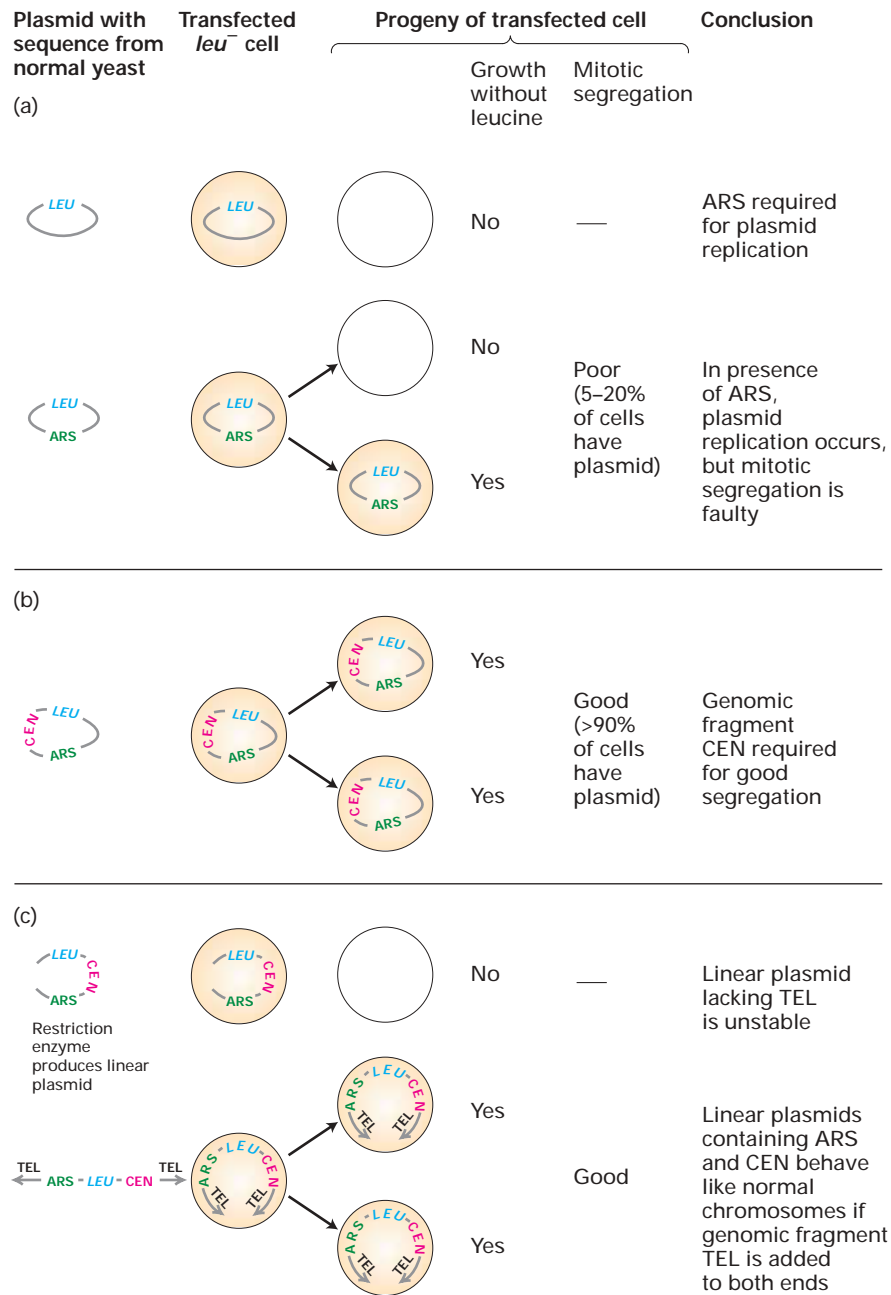 Plasmid with
sequence from
normal yeast
Transfected
leu⁻ cell
Progeny of transfected cell
Conclusion
Growth
without
leucine
Mitotic
segregation
(a)
LEU
LEU
No
—
ARS required
for plasmid
replication
LEU
ARS
LEU
ARS
No
LEU
ARS
Yes
Poor
(5–20%
of cells
have
plasmid)
In presence
of ARS,
plasmid
replication occurs,
but mitotic
segregation is
faulty
(b)
CEN
LEU
ARS
CEN
LEU
ARS
CEN
LEU
ARS
Yes
CEN
LEU
ARS
Yes
Good
(>90%
of cells
have
plasmid)
Genomic
fragment
CEN required
for good
segregation
(c)
LEU
CEN
ARS
Restriction
enzyme
produces linear
plasmid
LEU
CEN
ARS
No
—
Linear plasmid
lacking TEL
is unstable
TEL
ARS
LEU
CEN
TEL
ARS
LEU
CEN
TEL
TEL
ARS
LEU
CEN
TEL
TEL
Yes
ARS
LEU
CEN
TEL
TEL
Yes
Good
Linear plasmids
containing ARS
and CEN behave
like normal
chromosomes if
genomic fragment
TEL is added
to both ends